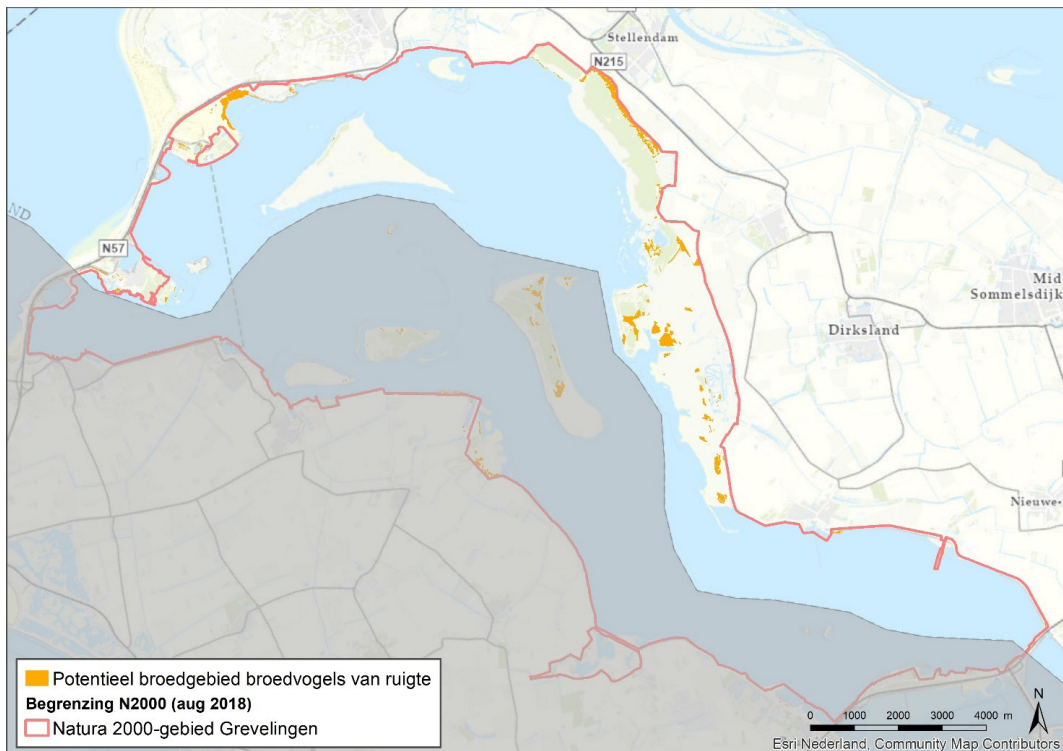 Stellendam
N215
ND
N57
Mid
Sommelsdijk
Dirksland
Nieuwe-
Potentieel broedgebied broedvogels van ruigte
Begrenzing N2000 (aug 2018)
Natura 2000-gebied Grevelingen
N
0 1000 2000 3000 4000 m
Esri Nederland, Community Map Contributors